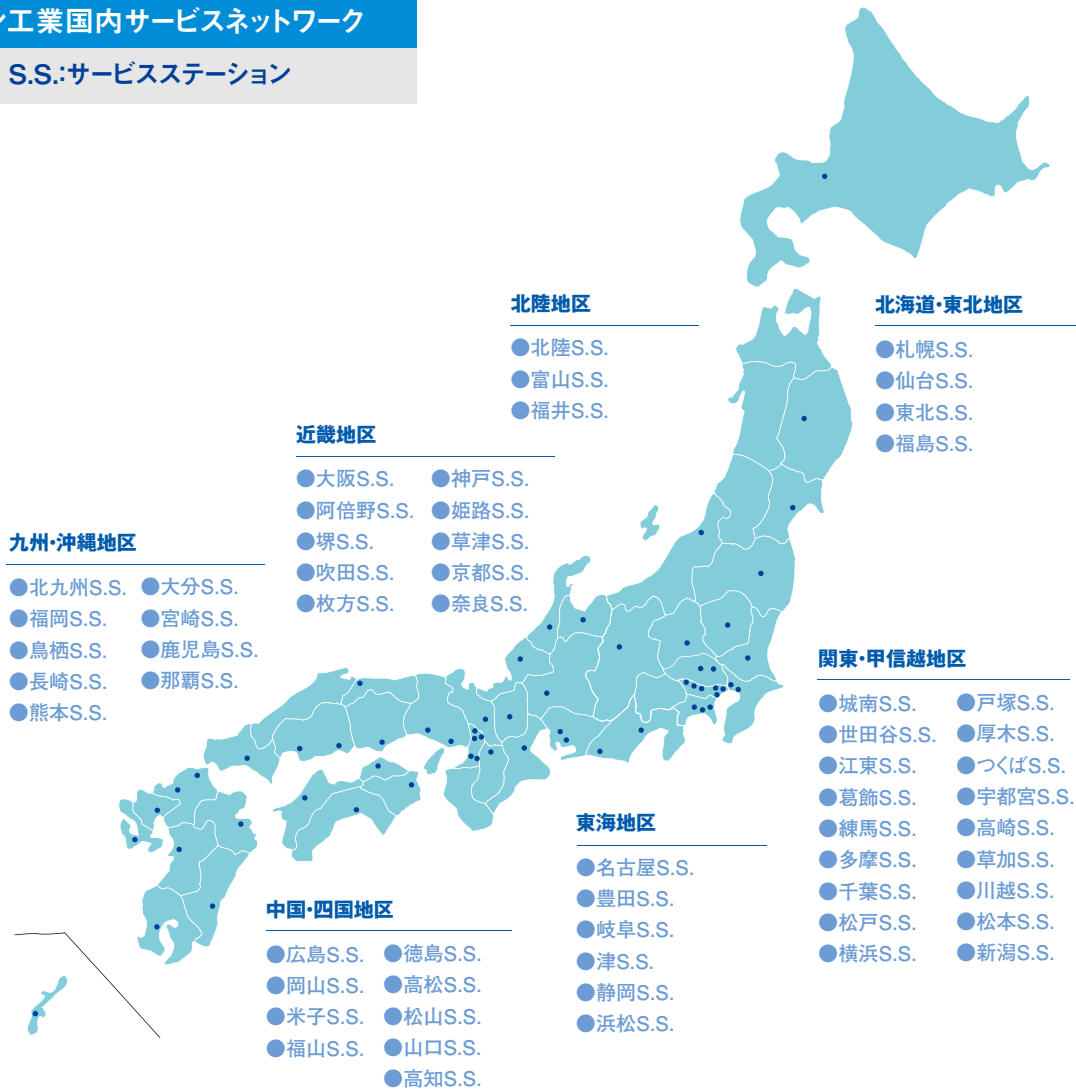 ン工業国内サービスネットワーク
S.S.:サービスステーション
北陸地区
●北陸S.S.
●富山S.S.
●福井S.S.
北海道・東北地区
●札幌S.S.
●仙台S.S.
●東北S.S.
●福島S.S.
近畿地区
●大阪S.S. ●神戸S.S.
●阿倍野S.S. ●姫路S.S.
●堺S.S. ●草津S.S.
●吹田S.S. ●京都S.S.
●枚方S.S. ●奈良S.S.
九州・沖縄地区
●北九州S.S. ●大分S.S.
●福岡S.S. ●宮崎S.S.
●鳥栖S.S. ●鹿児島S.S.
●長崎S.S. ●那覇S.S.
●熊本S.S.
関東・甲信越地区
●城南S.S. ●戸塚S.S.
●世田谷S.S. ●厚木S.S.
●江東S.S. ●つくばS.S.
●葛飾S.S. ●宇都宮S.S.
●練馬S.S. ●高崎S.S.
●多摩S.S. ●草加S.S.
●千葉S.S. ●川越S.S.
●松戸S.S. ●松本S.S.
●横浜S.S. ●新潟S.S.
東海地区
●名古屋S.S.
●豊田S.S.
●岐阜S.S.
●津S.S.
●静岡S.S.
●浜松S.S.
中国・四国地区
●広島S.S. ●徳島S.S.
●岡山S.S. ●高松S.S.
●米子S.S. ●松山S.S.
●福山S.S. ●山口S.S.
●高知S.S.